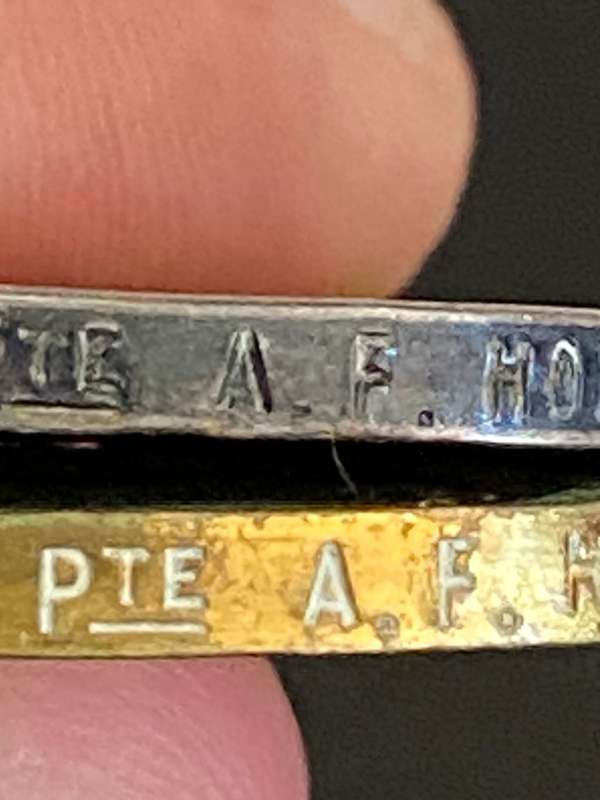 PTE A. F. HO
PTE A. F. H